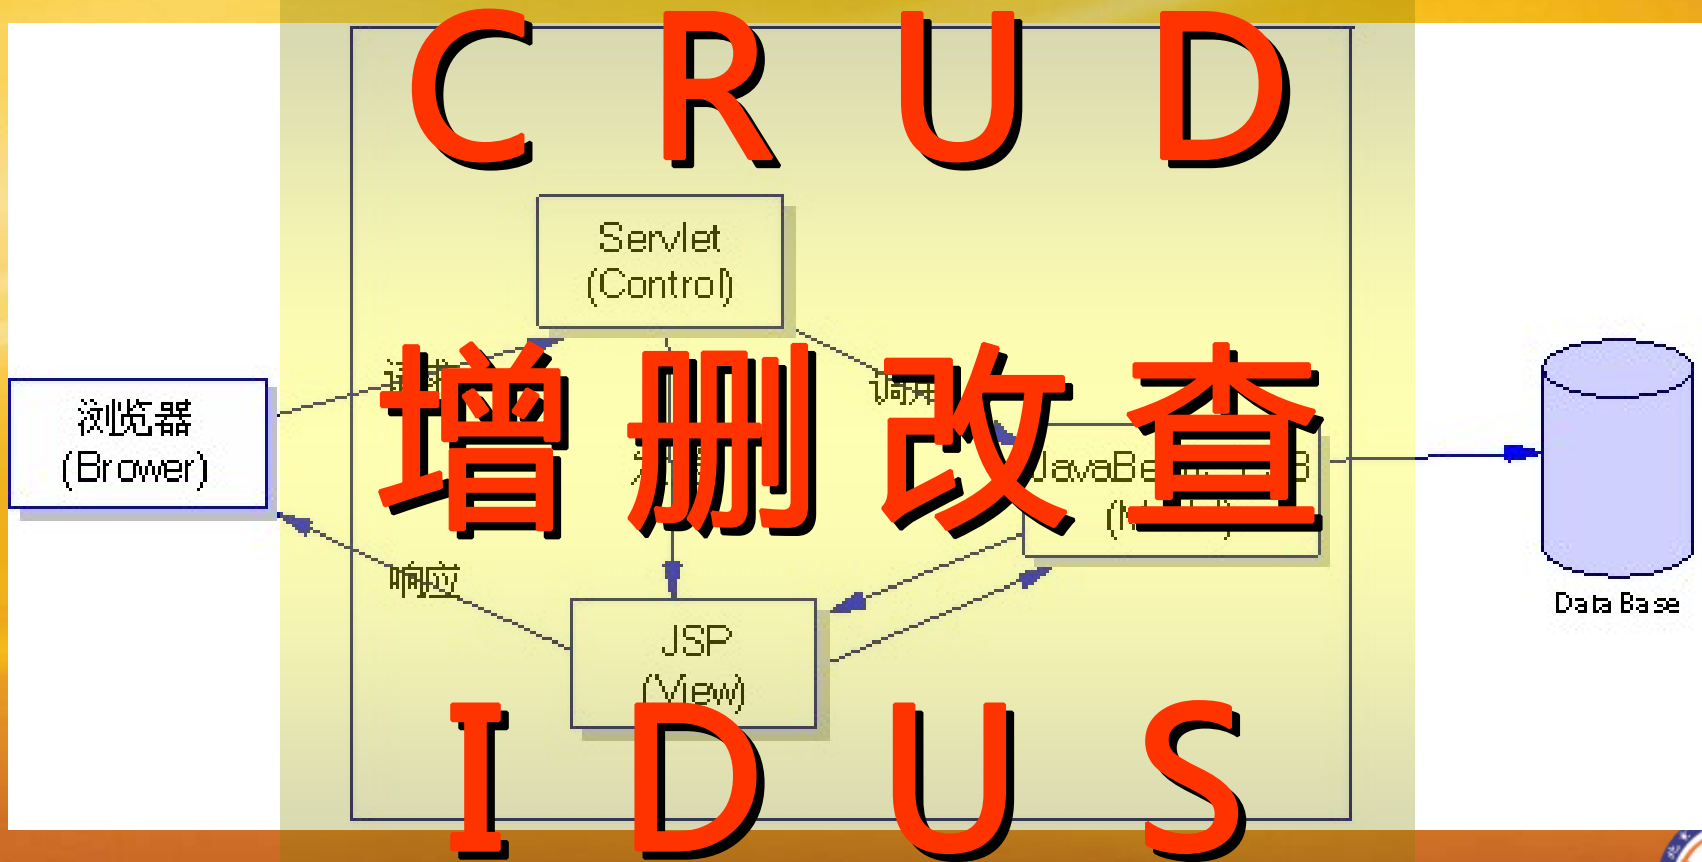 C R U D
Servlet
(Control)
增 删 改 查
浏览器
(Brower)
响应
JSP
(View)
Data Base
I D U S